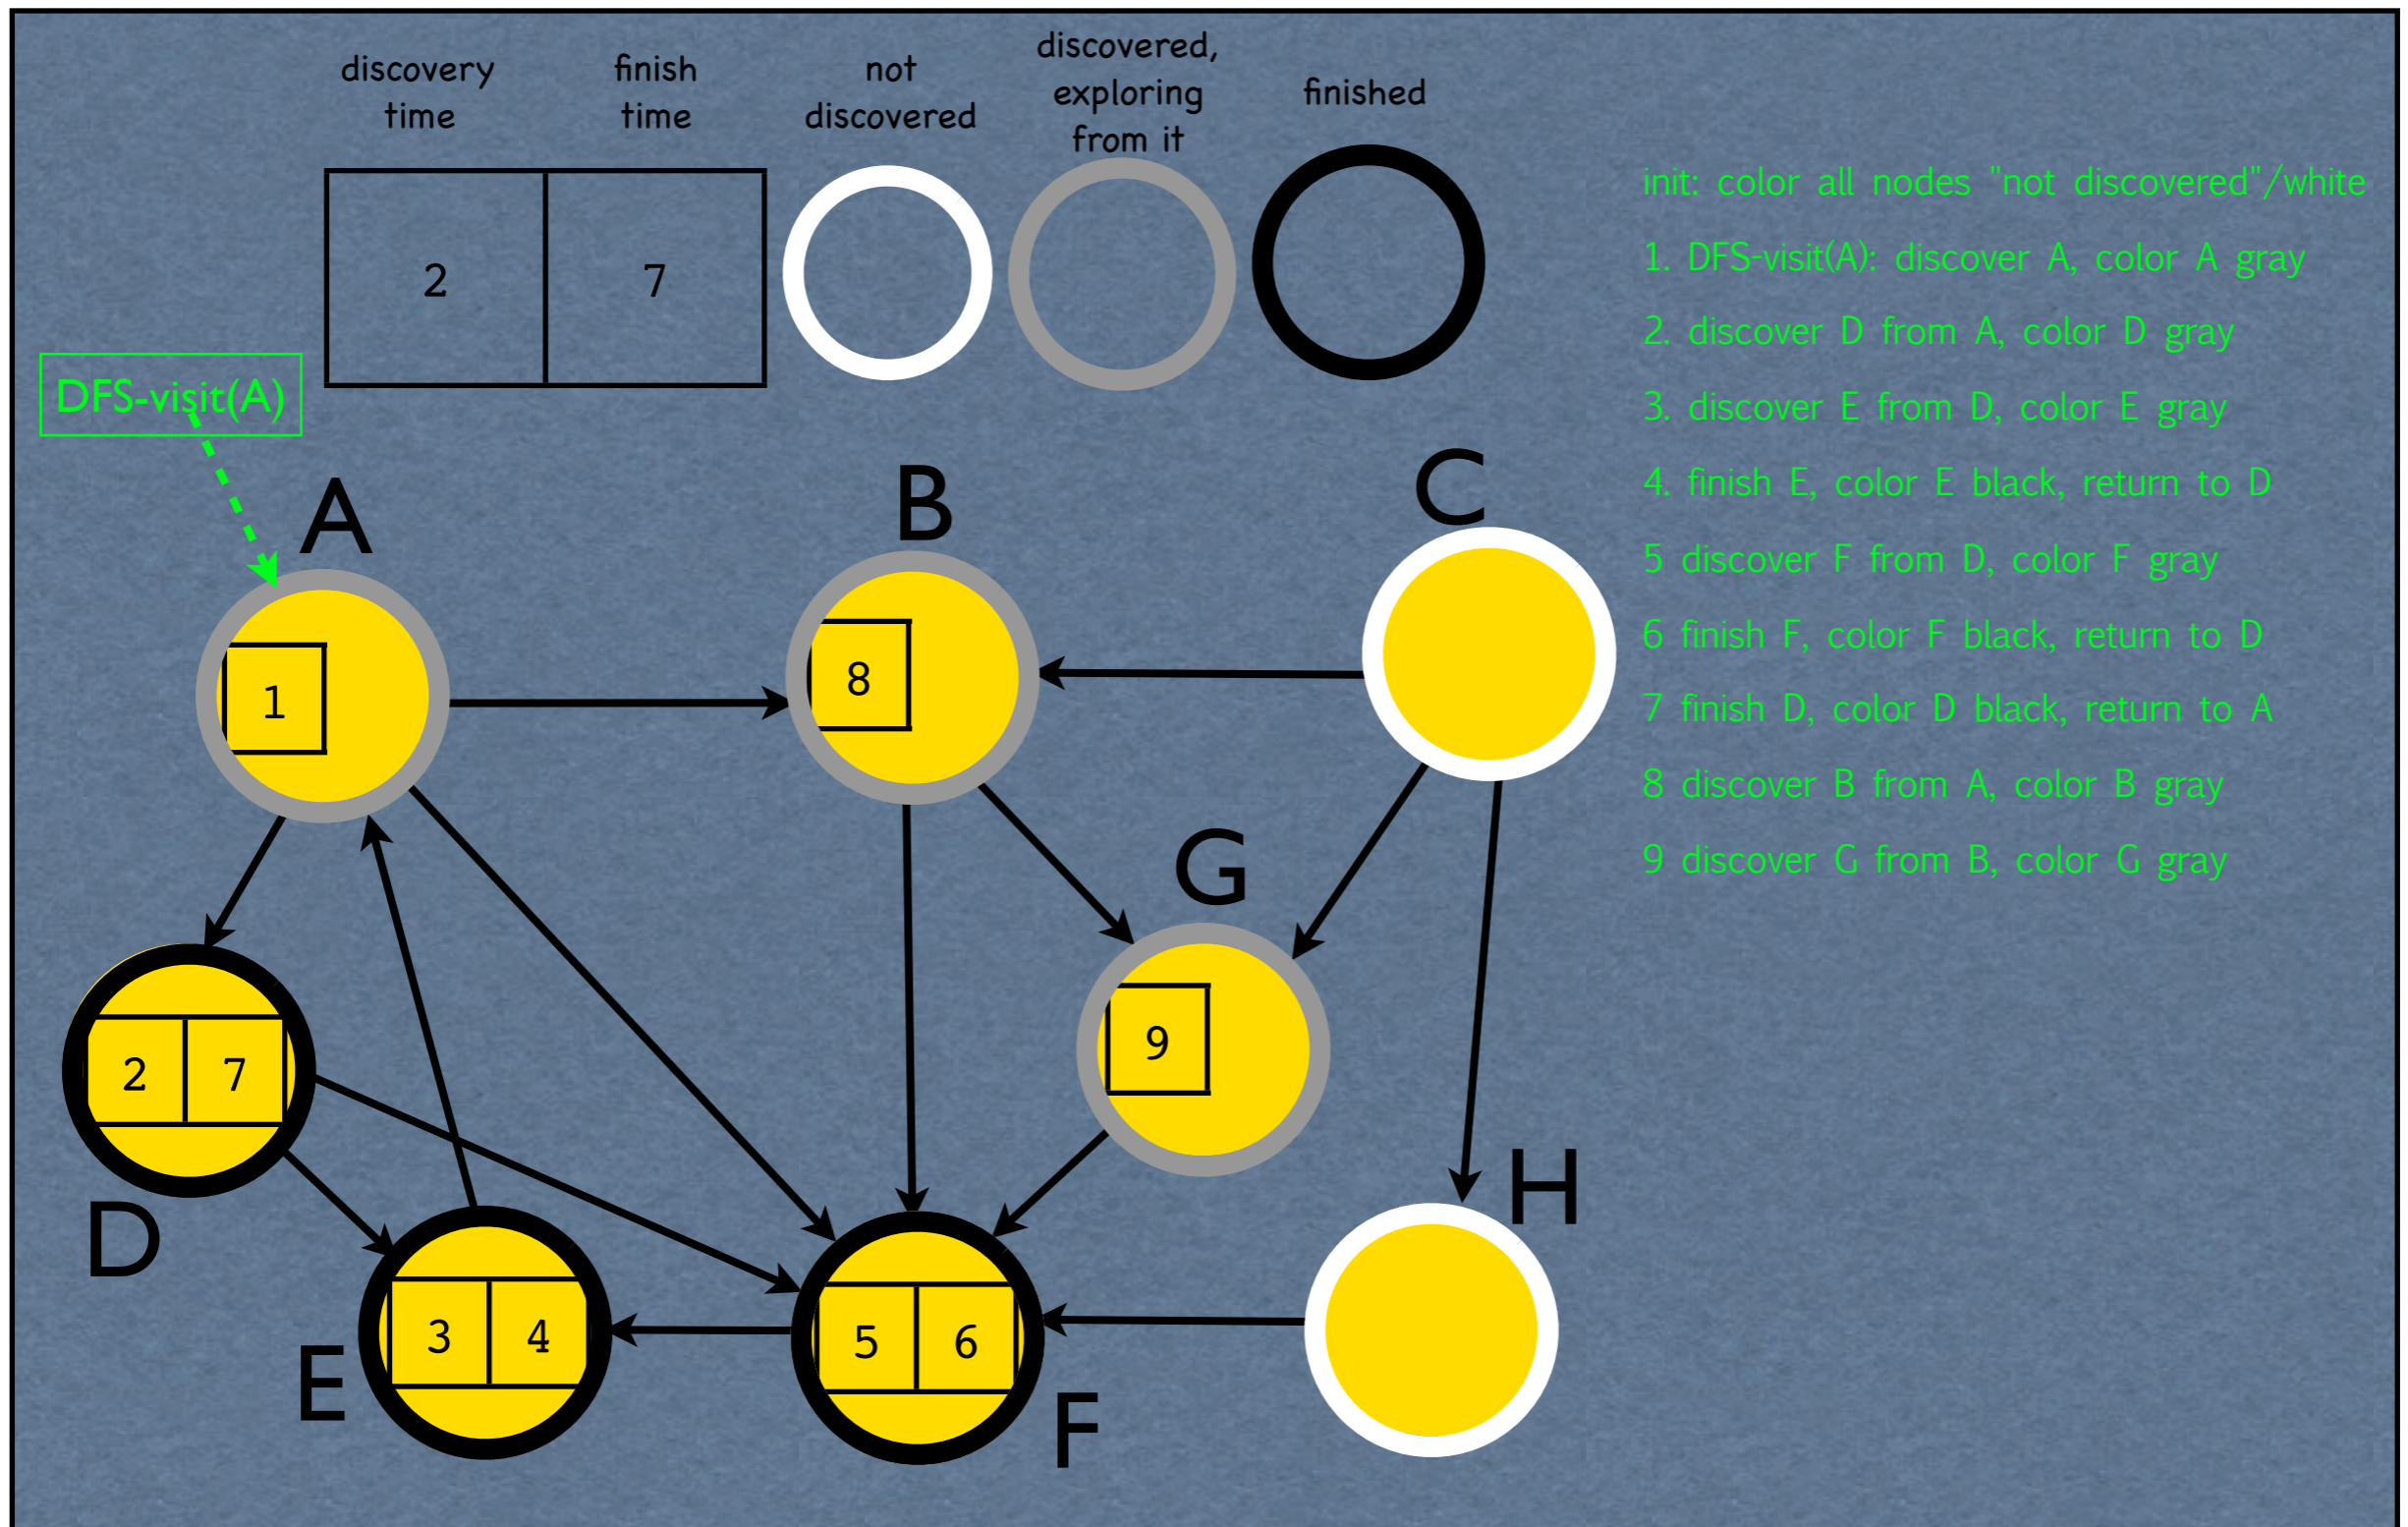 discovery
time
finish
time
not
discovered
discovered,
exploring
from it
finished
2
7
init: color all nodes "not discovered"/white
1. DFS-visit(A): discover A, color A gray
2. discover D from A, color D gray
3. discover E from D, color E gray
4. finish E, color E black, return to D
5 discover F from D, color F gray
6 finish F, color F black, return to D
7 finish D, color D black, return to A
8 discover B from A, color B gray
9 discover G from B, color G gray
DFS-visit(A)
A
B
C
1
8
G
9
2
7
D
H
E
3
4
5
6
F